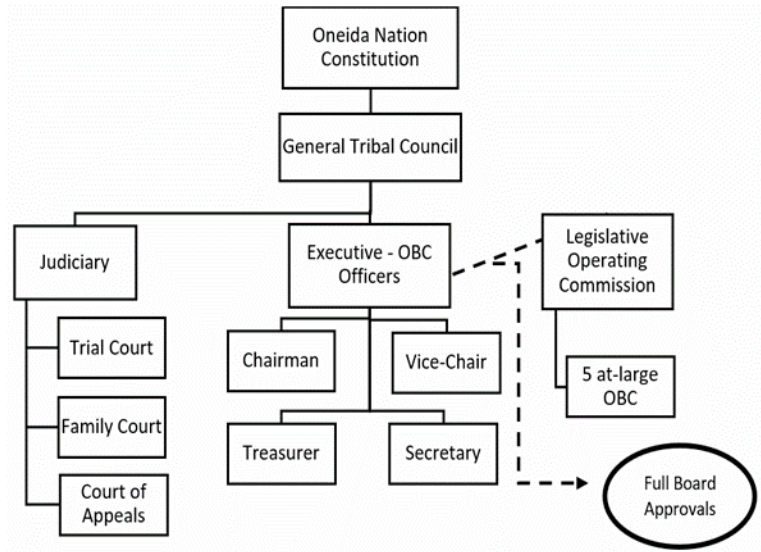 Oneida Nation
Constitution
General Tribal Council
Judiciary
Executive - OBC
Officers
Legislative
Operating
Commission
Trial Court
Chairman
Vice-Chair
5 at-large
OBC
Family Court
Treasurer
Secretary
Court of
Appeals
Full Board
Approvals